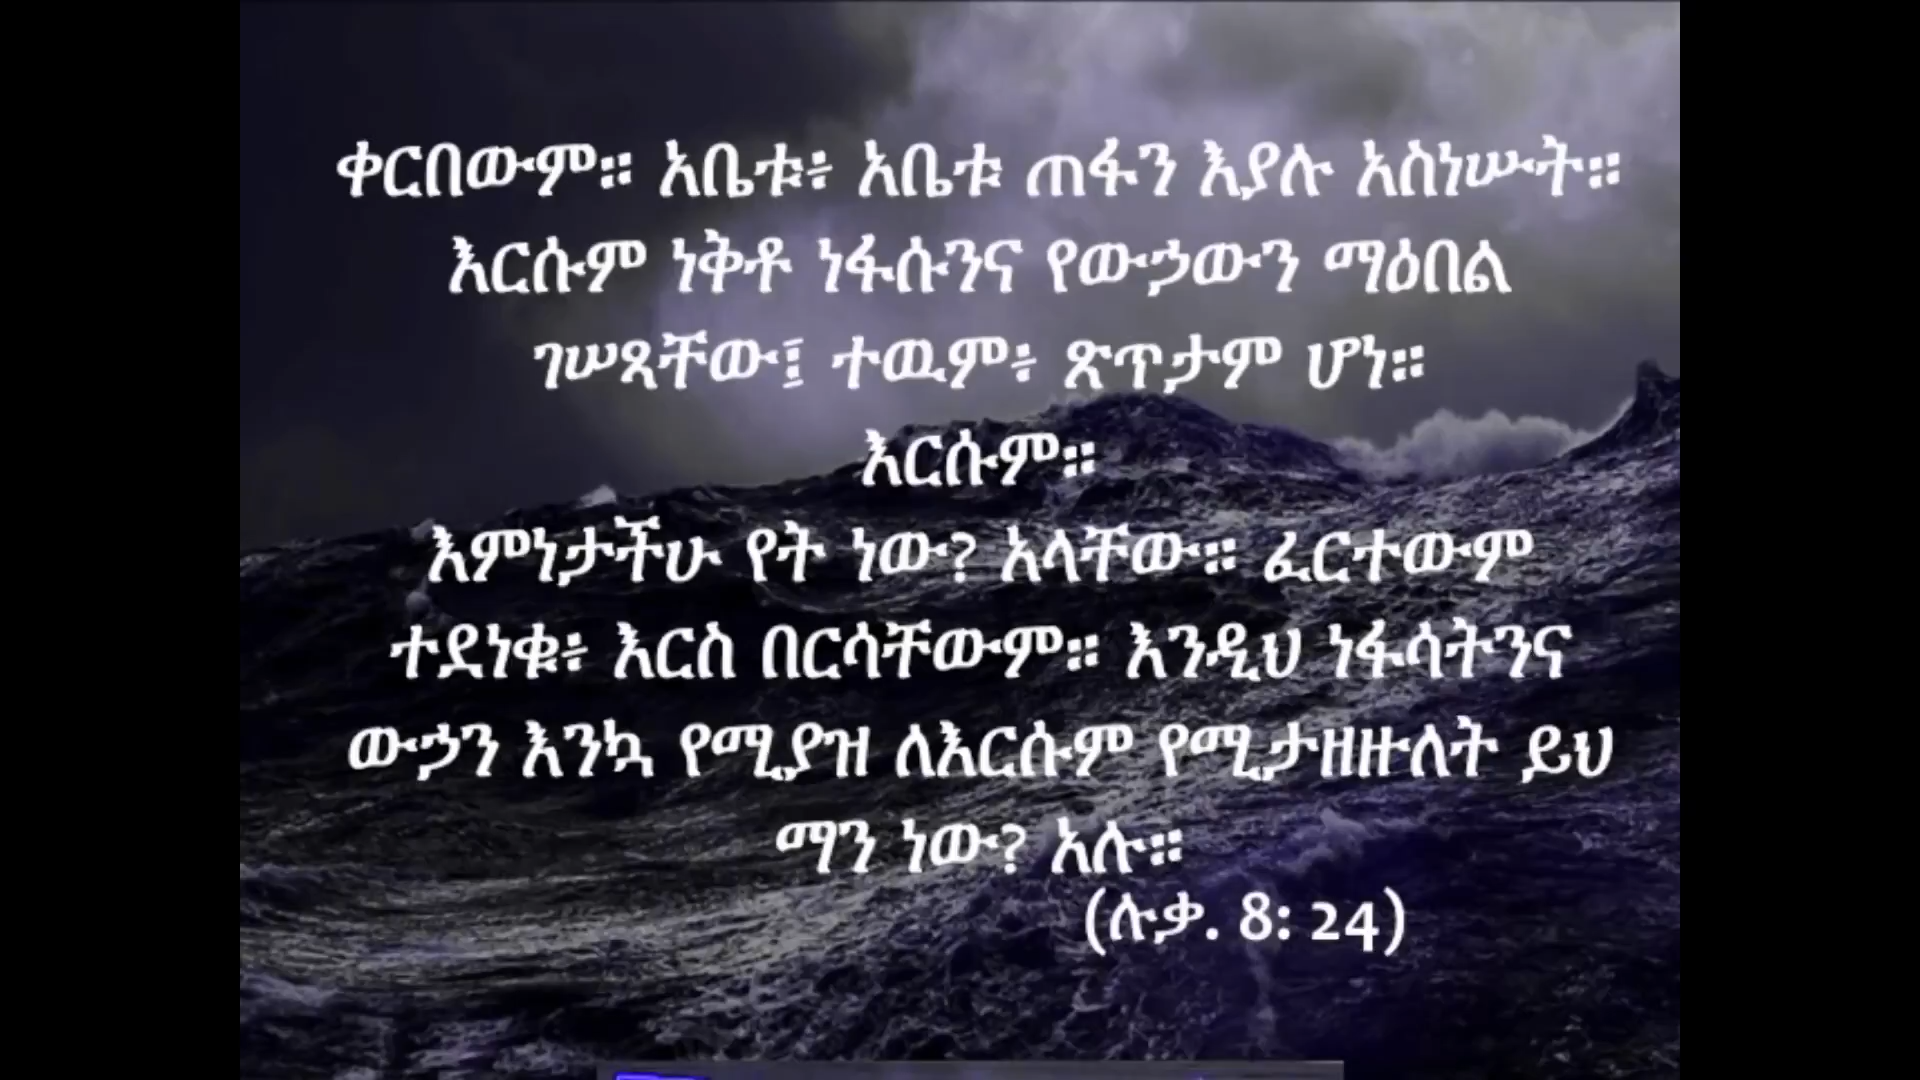 ቀርበውም። አቤቱ፥ አቤቱ ጠፋን እያሉ አስነሡት።
እርሱም ነቅቶ ነፋሱንና የውኃውን ማዕበል
ገሠጻቸው፤ ተዉም፥ ጽጥታም ሆነ።
እርሱም።
እምነታችሁ የት ነው? አላቸው። ፈርተውም
ተደነቁ፥ እርስ በርሳቸውም። እንዲህ ነፋሳትንና
ውኃን እንኳ የሚያዝ ለእርሱም የሚታዘዙለት ይህ
ማን ነው? አሉ።
(ሉቃ. 8: 24)